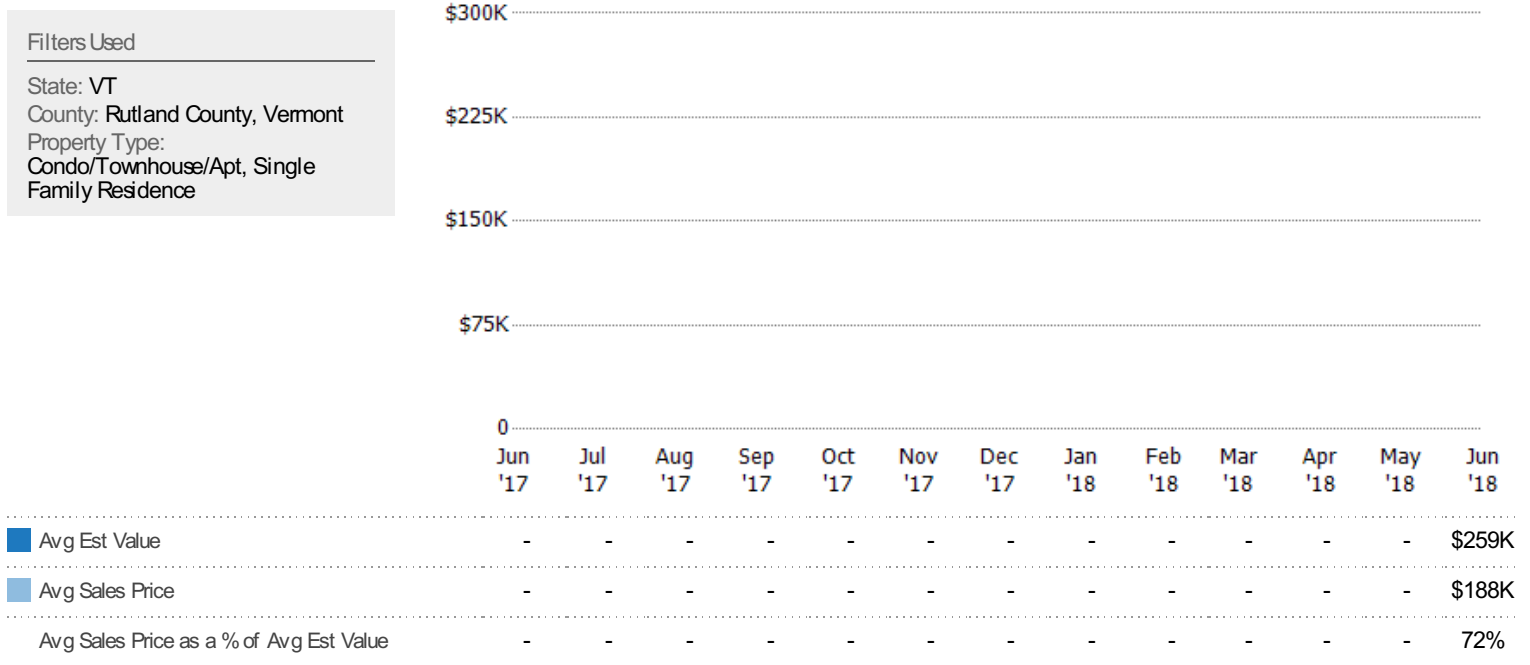 Filters Used
State: VT
County: Rutland County, Vermont
Property Type:
Condo/Townhouse/Apt, Single
Family Residence
$300K
$225K
$150K
$75K
0
Jun Jul Aug Sep Oct Nov Dec Jan Feb Mar Apr May Jun
'17 '17 '17 '17 '17 '17 '17 '18 '18 '18 '18 '18 '18
Avg Est Value - - - - - - - - - - - - $259K
Avg Sales Price - - - - - - - - - - - - $188K
Avg Sales Price as a % of Avg Est Value - - - - - - - - - - - - 72%